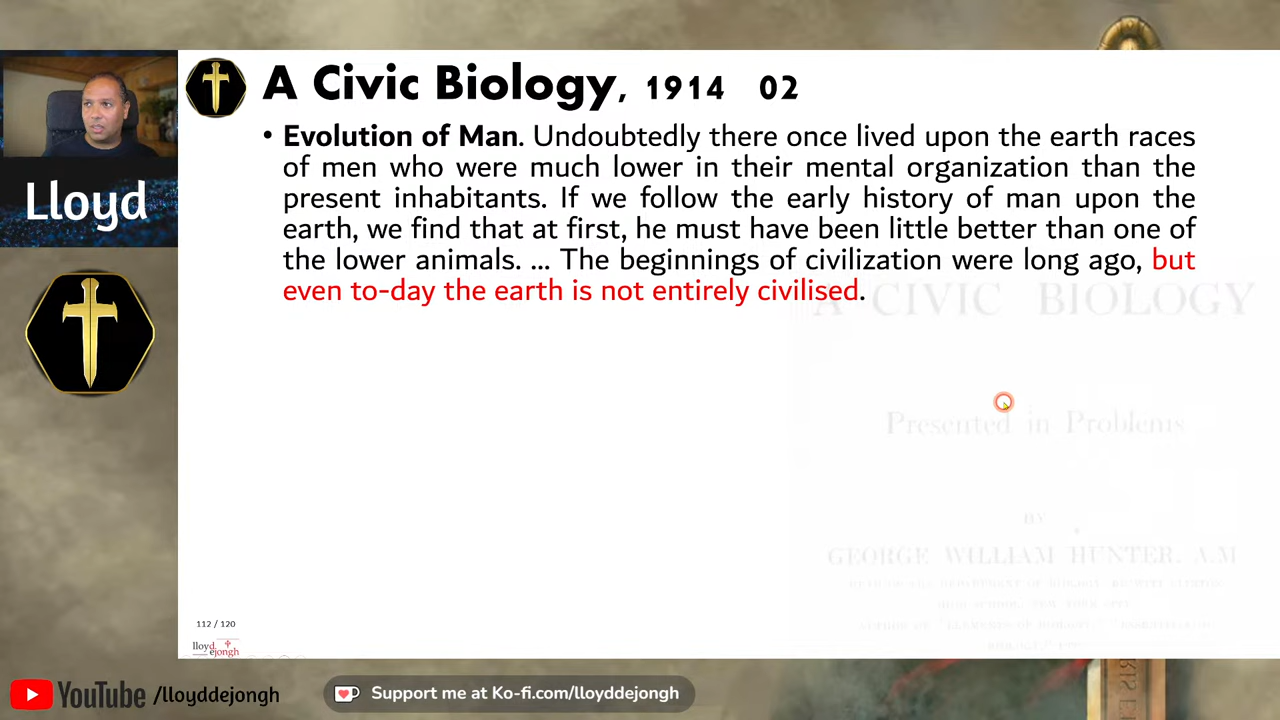 A Civic Biology, 1914 02
Lloyd
• Evolution of Man. Undoubtedly there once lived upon the earth races
of men who were much lower in their mental organization than the
present inhabitants. If we follow the early history of man upon the
earth, we find that at first, he must have been little better than one of
the lower animals. ... The beginnings of civilization were long ago, but
even to-day the earth is not entirely civilised.
A CIVIC BIOLOGY
Presented in Problems
BY
GEORGE WILLIAM HUNTER, A.M
112 / 120
lloyd
ejongh
YouTube /lloyddejongh
Support me at Ko-fi.com/lloyddejongh